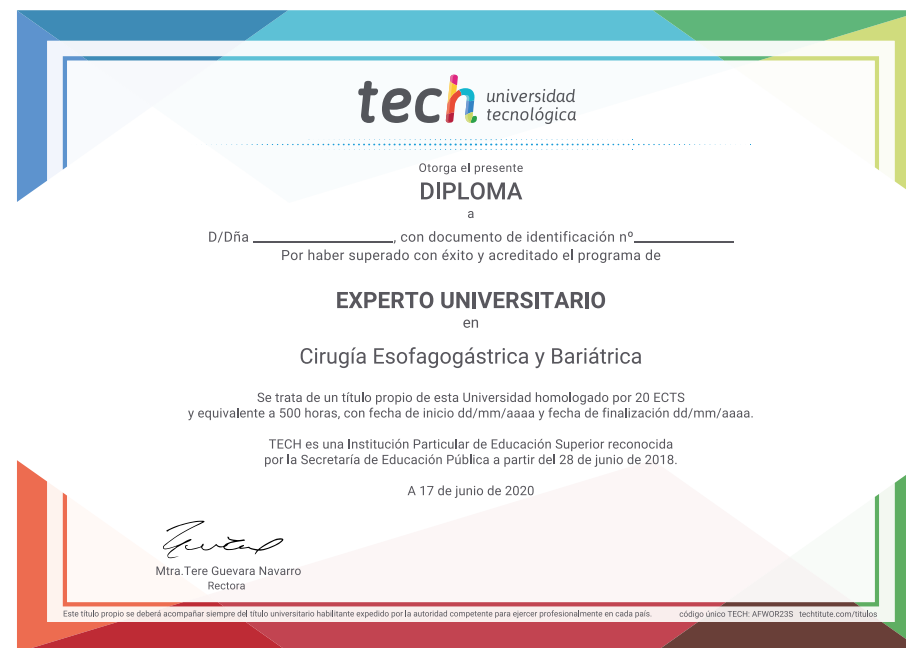 tech universidad
tecnológica
Otorga el presente
DIPLOMA
a
D/Dña ________________, con documento de identificación nº____________
Por haber superado con éxito y acreditado el programa de
EXPERTO UNIVERSITARIO
en
Cirugía Esofagogástrica y Bariátrica
Se trata de un título propio de esta Universidad homologado por 20 ECTS
y equivalente a 500 horas, con fecha de inicio dd/mm/aaaa y fecha de finalización dd/mm/aaaa.
TECH es una Institución Particular de Educación Superior reconocida
por la Secretaría de Educación Pública a partir del 28 de junio de 2018.
A 17 de junio de 2020
Mtra.Tere Guevara Navarro
Rectora
Este título propio se deberá acompañar siempre del título universitario habilitante expedido por la autoridad competente para ejercer profesionalmente en cada país. código único TECH: AFWOR23S techtitute.com/titulos